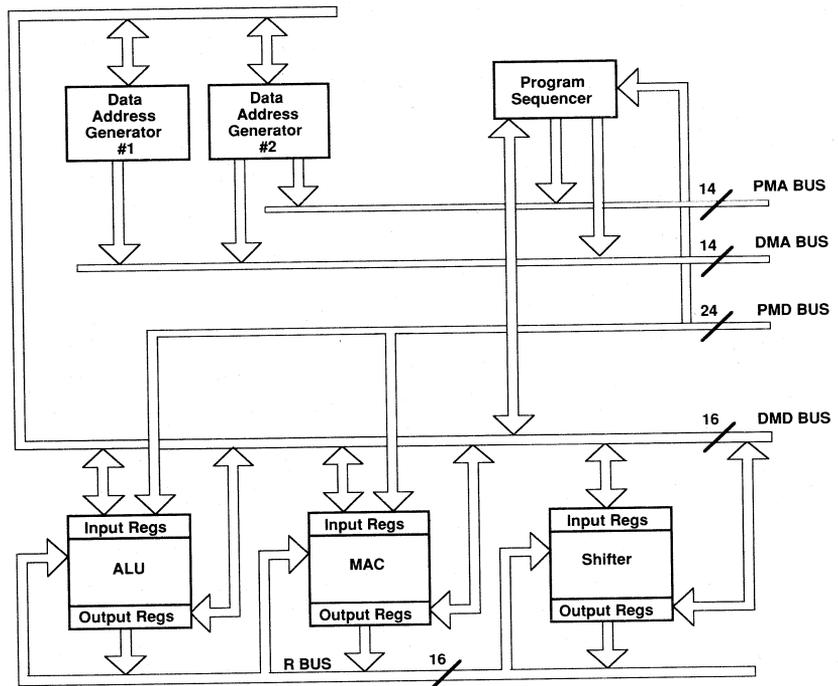 Data
Address
Generator
#1
Data
Address
Generator
#2
Program
Sequencer
14
PMA BUS
14
DMA BUS
24
PMD BUS
16
DMD BUS
Input Regs
ALU
Output Regs
Input Regs
MAC
Output Regs
Input Regs
Shifter
Output Regs
R BUS
16